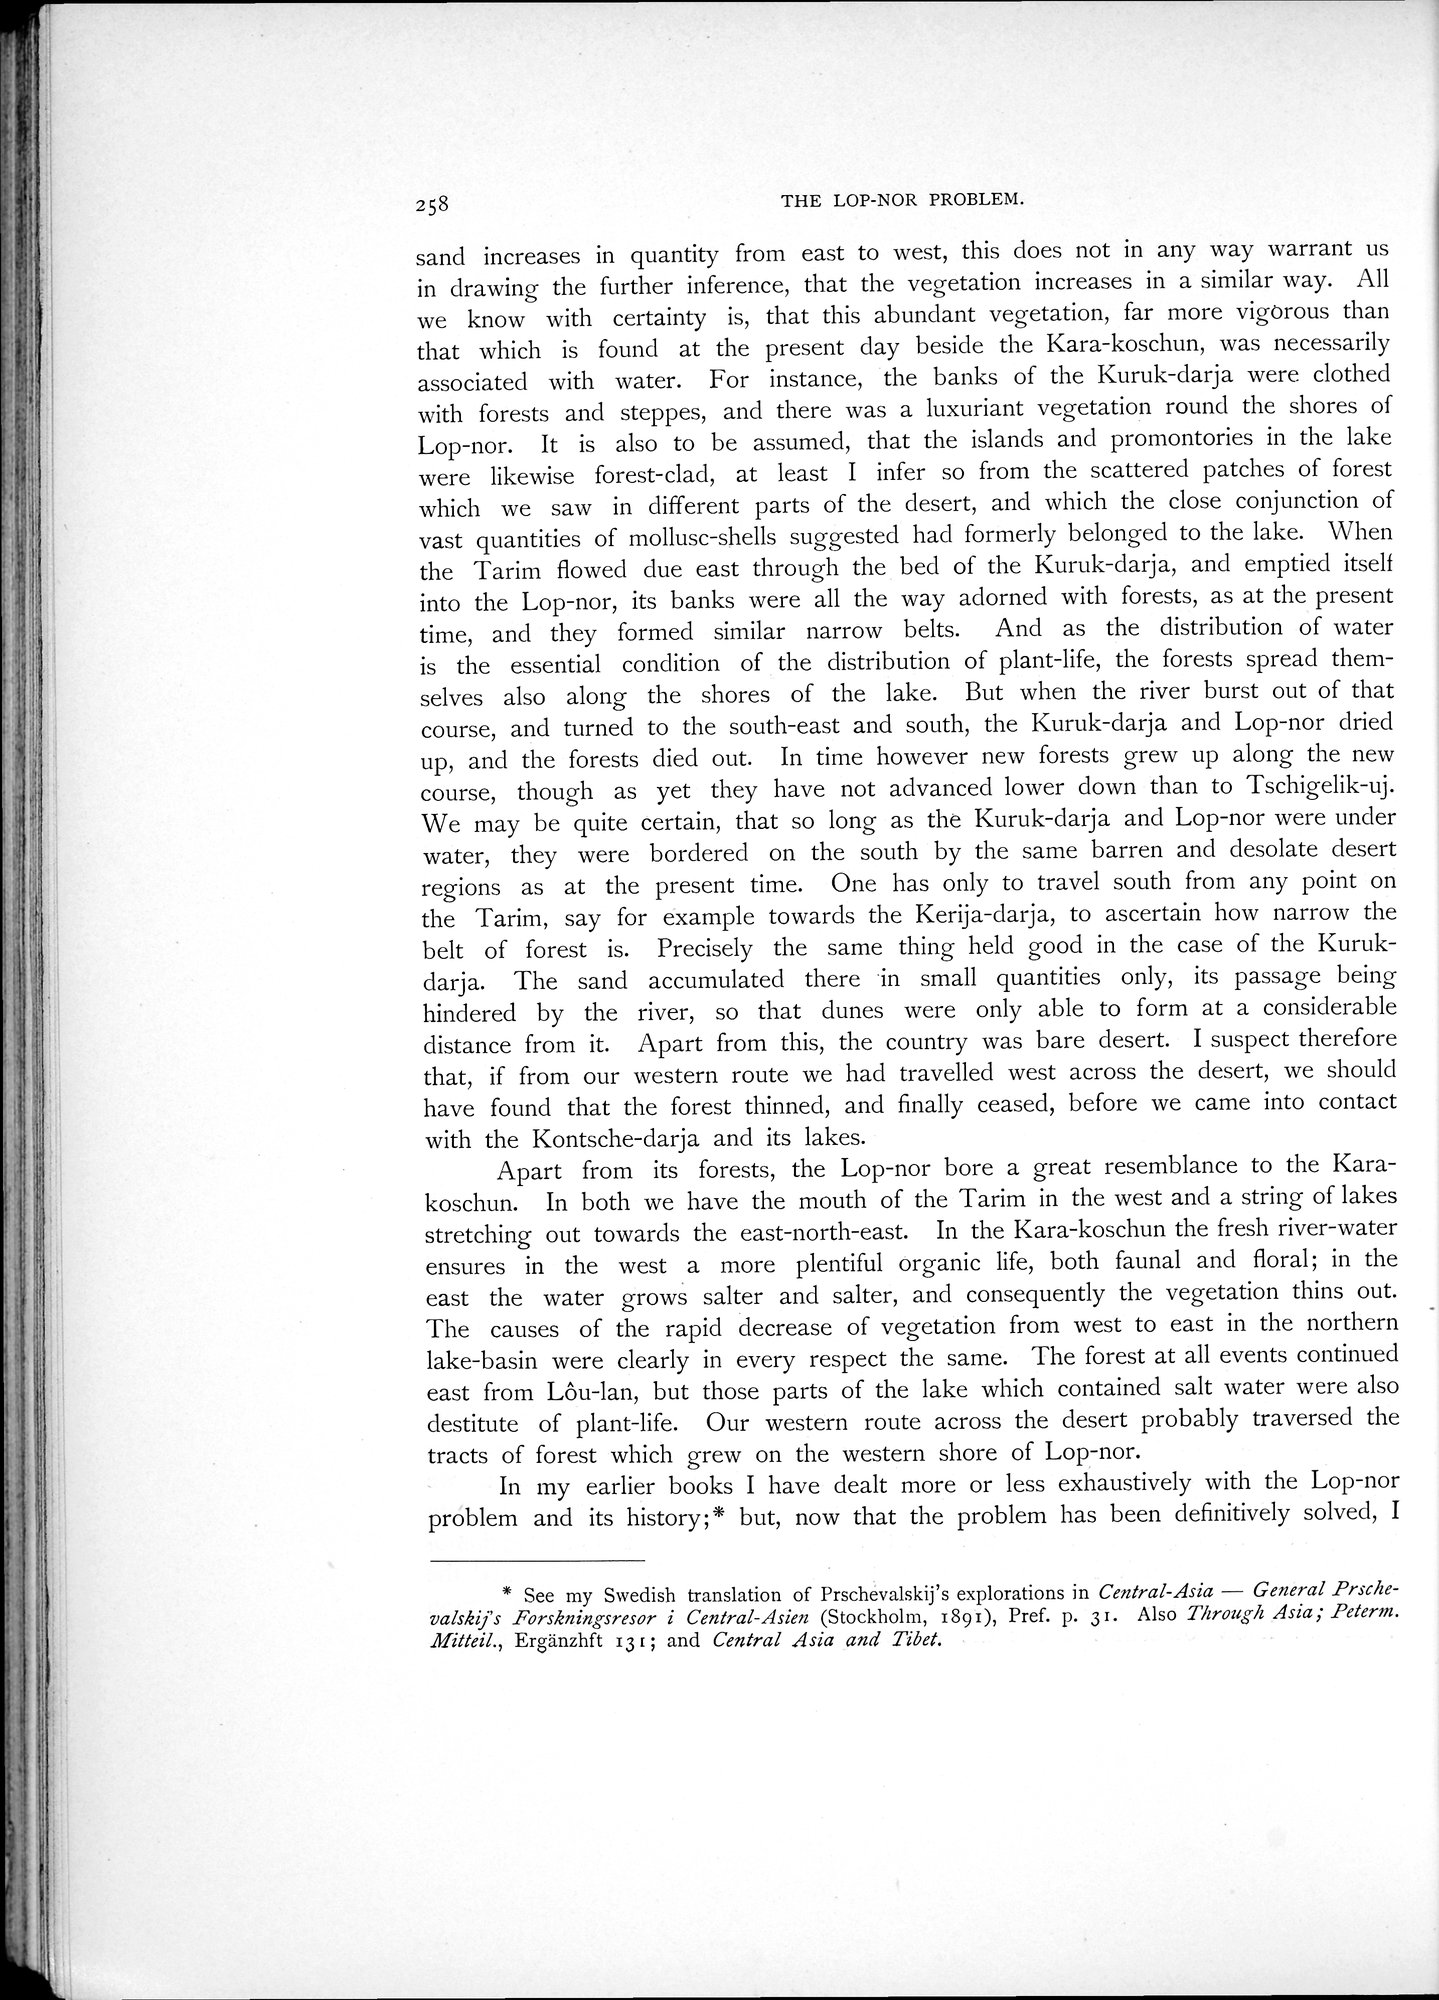 258
THE LOP-NOR PROBLEM.
sand increases in quantity from east to west, this does not in any way warrant us
in drawing the further inference, that the vegetation increases in a similar way. All
we know with certainty is, that this abundant vegetation, far more vigorous than
that which is found at the present day beside the Kara-koschun, was necessarily
associated with water. For instance, the banks of the Kuruk-darja were clothed
with forests and steppes, and there was a luxuriant vegetation round the shores of
Lop-nor. It is also to be assumed, that the islands and promontories in the lake
were likewise forest-clad, at least I infer so from the scattered patches of forest
which we saw in different parts of the desert, and which the close conjunction of
vast quantities of mollusc-shells suggested had formerly belonged to the lake. When
the Tarim flowed due east through the bed of the Kuruk-darja, and emptied itself
into the Lop-nor, its banks were all the way adorned with forests, as at the present
time, and they formed similar narrow belts. And as the distribution of water
is the essential condition of the distribution of plant-life, the forests spread them-
selves also along the shores of the lake. But when the river burst out of that
course, and turned to the south-east and south, the Kuruk-darja and Lop-nor dried
up, and the forests died out. In time however new forests grew up along the new
course, though as yet they have not advanced lower down than to Tschigelik-uj.
We may be quite certain, that so long as the Kuruk-darja and Lop-nor were under
water, they were bordered on the south by the same barren and desolate desert
regions as at the present time. One has only to travel south from any point on
the Tarim, say for example towards the Kerija-darja, to ascertain how narrow the
belt of forest is. Precisely the same thing held good in the case of the Kuruk-
darja. The sand accumulated there in small quantities only, its passage being
hindered by the river, so that dunes were only able to form at a considerable
distance from it. Apart from this, the country was bare desert. I suspect therefore
that, if from our western route we had travelled west across the desert, we should
have found that the forest thinned, and finally ceased, before we came into contact
with the Kontsche-darja and its lakes.
Apart from its forests, the Lop-nor bore a great resemblance to the Kara-
koschun. In both we have the mouth of the Tarim in the west and a string of lakes
stretching out towards the east-north-east. In the Kara-koschun the fresh river-water
ensures in the west a more plentiful organic life, both faunal and floral; in the
east the water grows salter and salter, and consequently the vegetation thins out.
The causes of the rapid decrease of vegetation from west to east in the northern
lake-basin were clearly in every respect the same. The forest at all events continued
east from Lôu-lan, but those parts of the lake which contained salt water were also
destitute of plant-life. Our western route across the desert probably traversed the
tracts of forest which grew on the western shore of Lop-nor.
In my earlier books I have dealt more or less exhaustively with the Lop-nor
problem and its history;* but, now that the problem has been definitively solved, I
* See my Swedish translation of Prschevalskij's explorations in Central-Asia — General Prsche-
valskij's Forskningsresor i Central-Asien (Stockholm, 1891), Pref. p. 31. Also Through Asia; Peterm.
Mitteil., Ergänzhft 131; and Central Asia and Tibet.